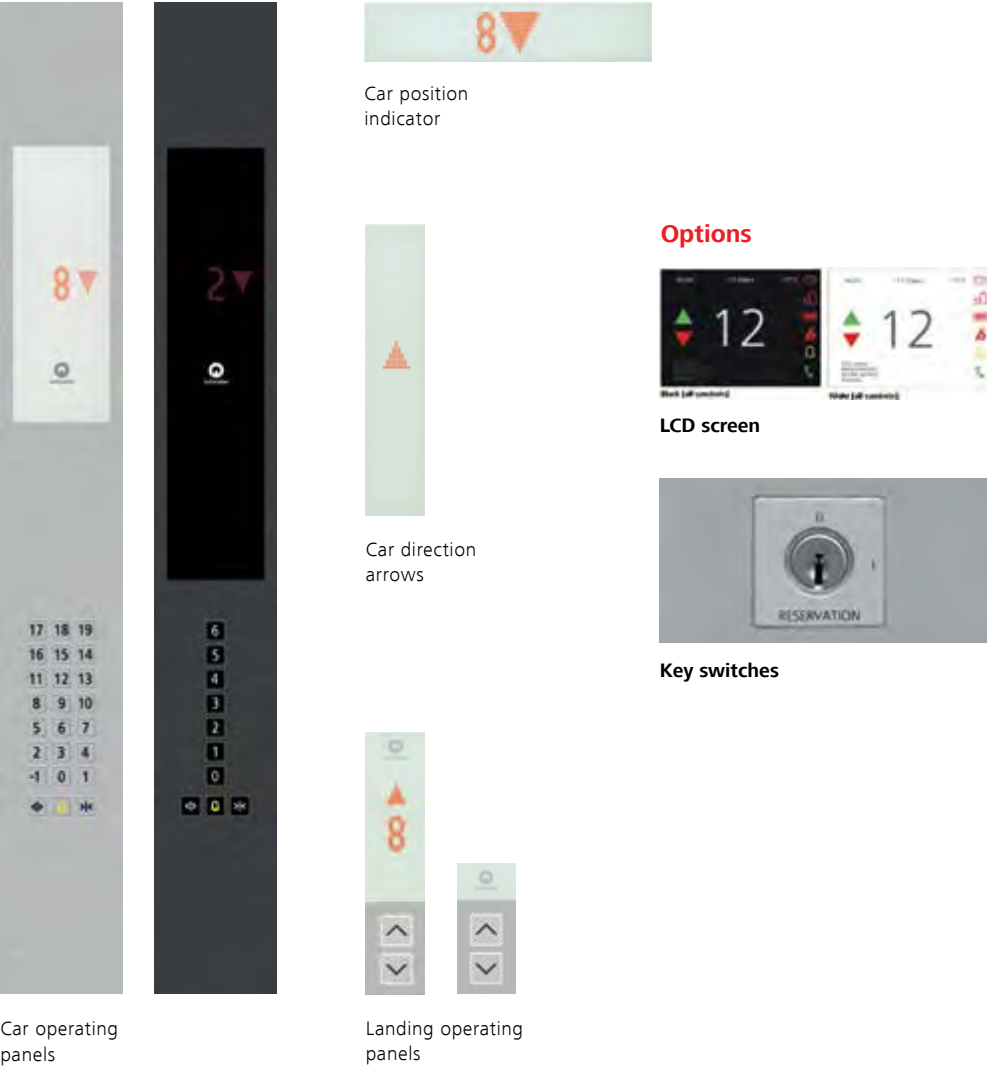 8
2
17 18 19
16 15 14
11 12 13
8 9 10
5 6 7
2 3 4
-1 0 1
6
5
4
3
2
1
0
Car operating
panels
8
Car position
indicator
Car direction
arrows
8
Landing operating
panels
Options
12
12
LCD screen
0
I
RESERVATION
Key switches